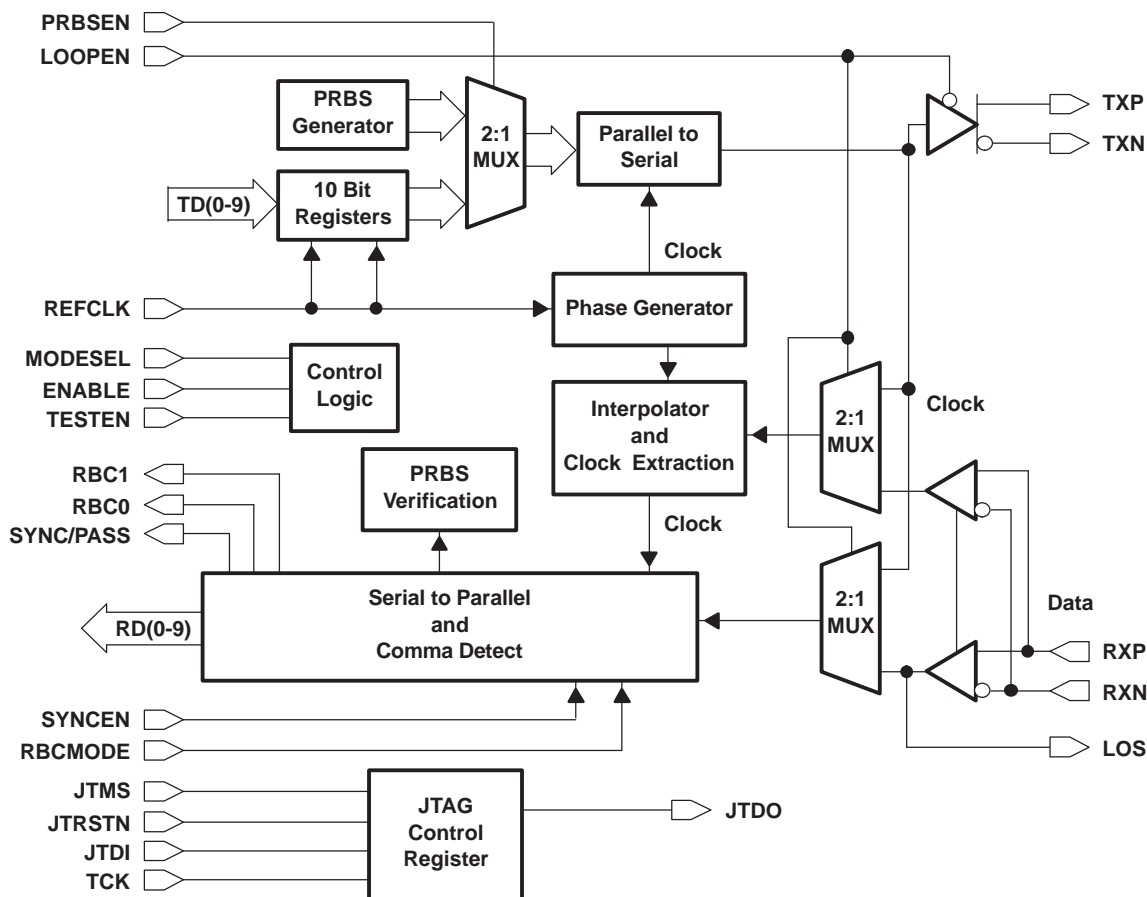 PRBSEN
LOOPEN
PRBS
Generator
2:1
MUX
Parallel to
Serial
TXP
TXN
TD(0-9)
10 Bit
Registers
Clock
REFCLK
Phase Generator
MODESEL
ENABLE
TESTEN
Control
Logic
Interpolator
and
Clock Extraction
2:1
MUX
Clock
RBC1
RBC0
SYNC/PASS
PRBS
Verification
Clock
Serial to Parallel
and
Comma Detect
RD(0-9)
2:1
MUX
Data
RXP
RXN
LOS
SYNCEN
RBCMODE
JTMS
JTRSTN
JTDI
TCK
JTAG
Control
Register
JTDO